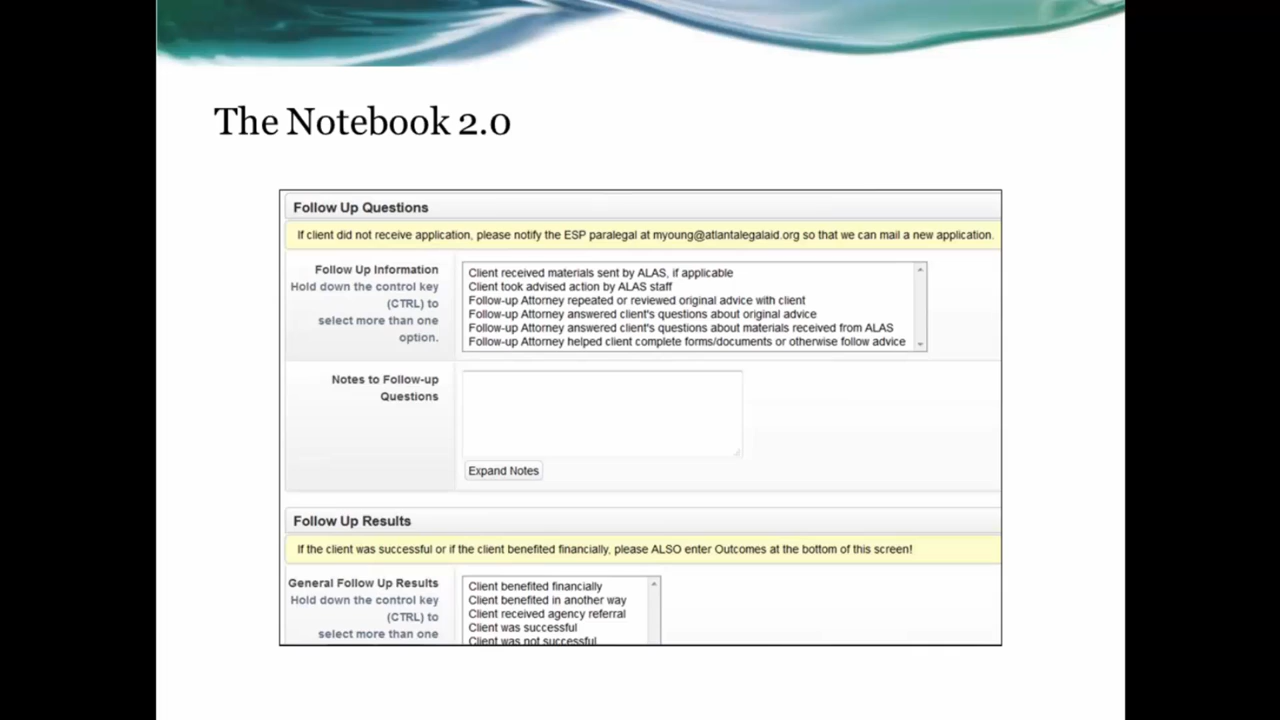 The Notebook 2.0
Follow Up Questions
If client did not receive application, please notify the ESP paralegal at myoung@atlantalegalaid.org so that we can mail a new application.
Follow Up Information
Hold down the control key
(CTRL) to
select more than one
option.
Client received materials sent by ALAS, if applicable
Client took advised action by ALAS staff
Follow-up Attorney repeated or reviewed original advice with client
Follow-up Attorney answered client's questions about original advice
Follow-up Attorney answered client's questions about materials received from ALAS
Follow-up Attorney helped client complete forms/documents or otherwise follow advice
Notes to Follow-up
Questions
Expand Notes
Follow Up Results
If the client was successful or if the client benefited financially, please ALSO enter Outcomes at the bottom of this screen!
General Follow Up Results
Hold down the control key
(CTRL) to
select more than one
Client benefited financially
Client benefited in another way
Client received agency referral
Client was successful
Client was not successful